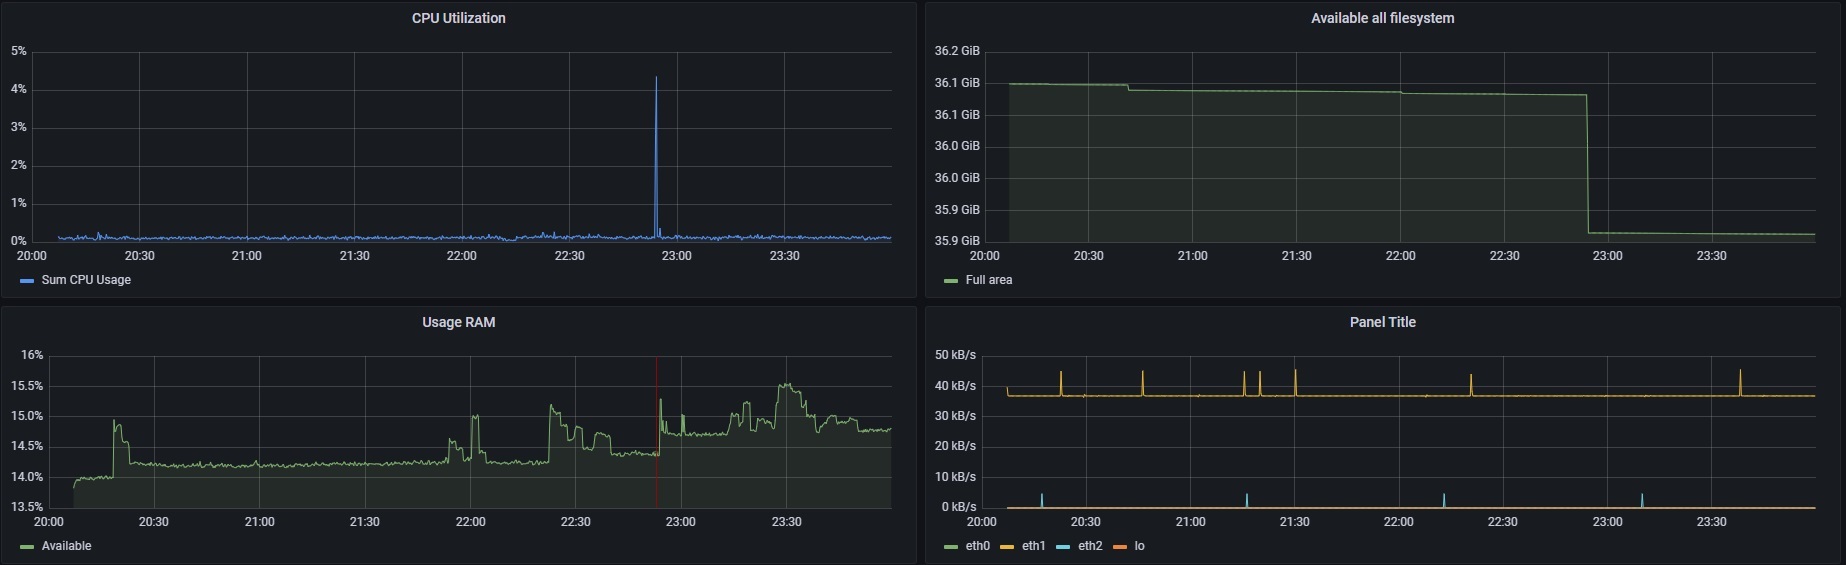 CPU Utilization
5%
4%
3%
2%
1%
0%
20:00 20:30 21:00 21:30 22:00 22:30 23:00 23:30
Sum CPU Usage
Available all filesystem
36.2 GiB
36.1 GiB
36.1 GiB
36.0 GiB
36.0 GiB
35.9 GiB
35.9 GiB
20:00 20:30 21:00 21:30 22:00 22:30 23:00 23:30
Full area
Usage RAM
16%
15.5%
15.0%
14.5%
14.0%
13.5%
20:00 20:30 21:00 21:30 22:00 22:30 23:00 23:30
Available
Panel Title
50 kB/s
40 kB/s
30 kB/s
20 kB/s
10 kB/s
0 kB/s
20:00 20:30 21:00 21:30 22:00 22:30 23:00 23:30
eth0 eth1 eth2 lo